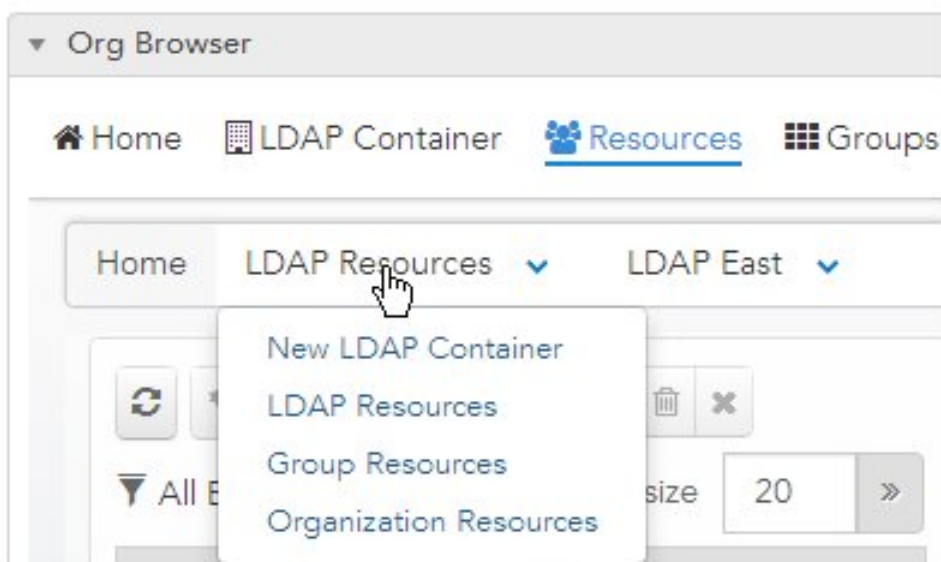 Org Browser
Home LDAP Container Resources Groups
Home LDAP Resources LDAP East
New LDAP Container
LDAP Resources
Group Resources
All size 20
Organization Resources